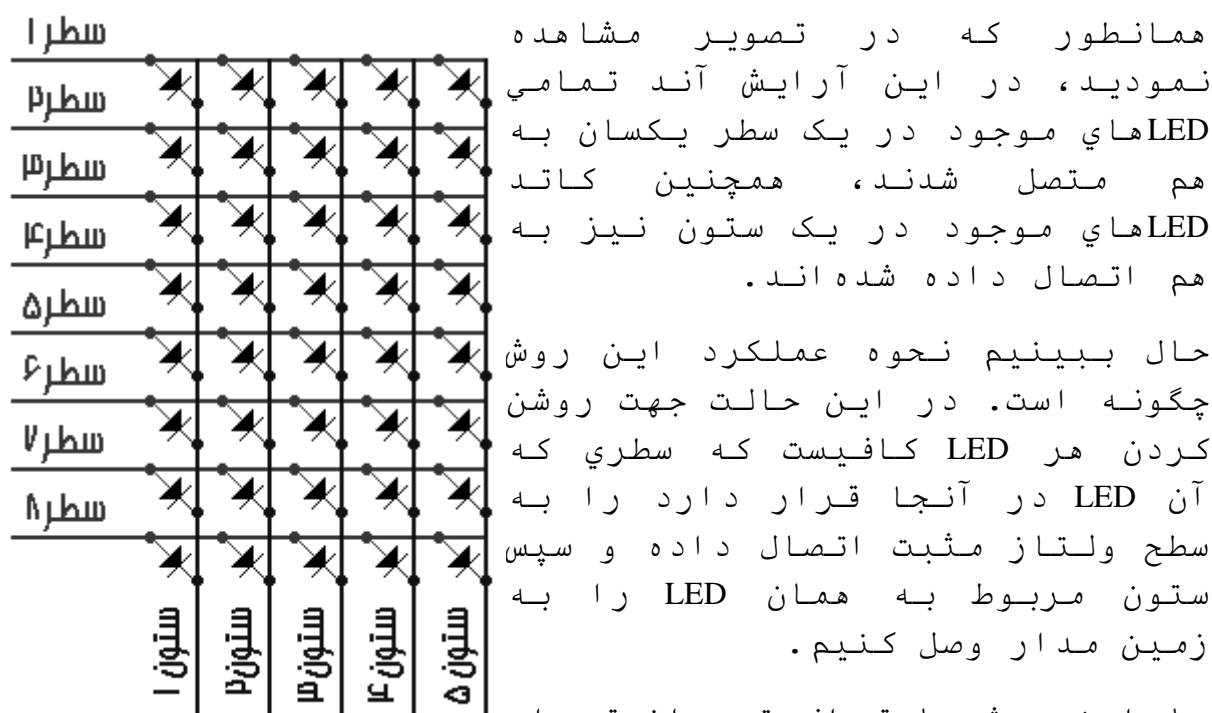 سطر۱
سطر۲
سطر۳
سطر۴
سطر۵
سطر۶
سطر۷
سطر۸
ستون۱
ستون۲
ستون۳
ستون۴
ستون۵
همانطور که در تصویر مشاهده
نمودید، در این آرایش آند تمامي
LEDهاي موجود در یک سطر یکسان به
هم متصل شدند، همچنین کاتد
LEDهاي موجود در یک ستون نیز به
هم اتصال داده شده اند.
حال ببینیم نحوه عملکرد این روش
چگونه است. در این حالت جهت روشن
کردن هر LED کافیست که سطري که
آن LED در آنجا قرار دارد را به
سطح ولتاز مثبت اتصال داده و سپس
ستون مربوط به همان LED را به
زمین مدار وصل کنیم.